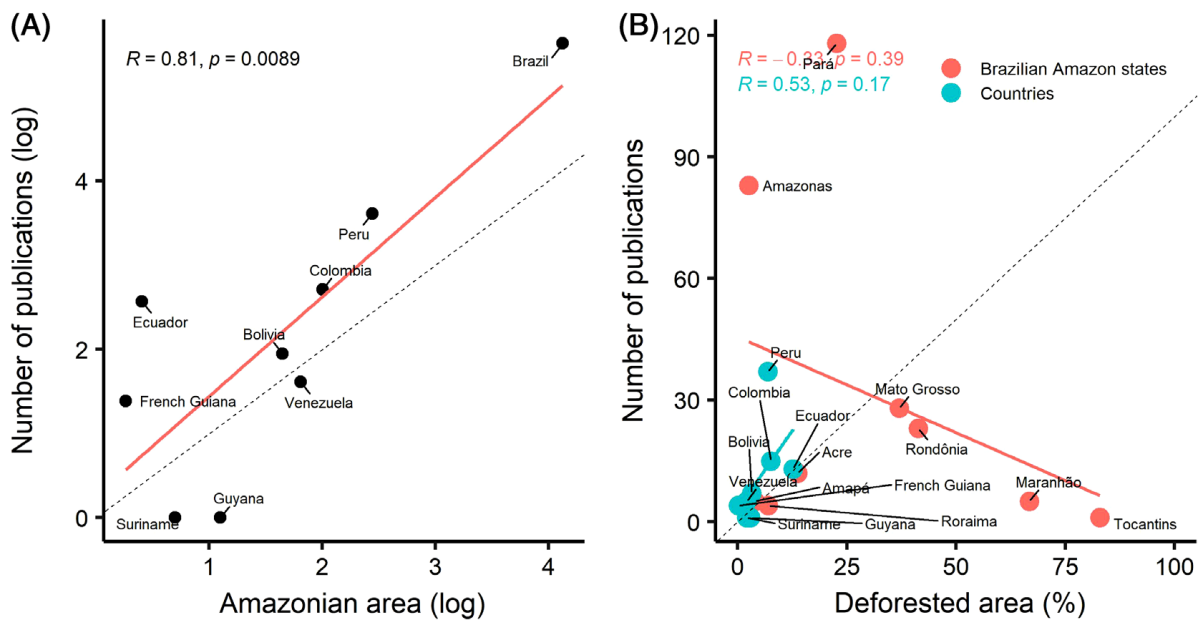 (A)
R = 0.81, p = 0.0089
Brazil
Peru
Colombia
Ecuador
Bolivia
Venezuela
French Guiana
Guyana
Suriname
0
2
4
1
2
3
4
Number of publications (log)
Amazonian area (log)
(B)
R = −0.33, p = 0.39
R = 0.53, p = 0.17
Brazilian Amazon states
Countries
Pará
Amazonas
Peru
Colombia
Mato Grosso
Ecuador
Rondônia
Bolivia
Acre
Venezuela
Amapá
French Guiana
Maranhão
Suriname
Guyana
Roraima
Tocantins
120
90
60
30
0
0
25
50
75
100
Number of publications
Deforested area (%)